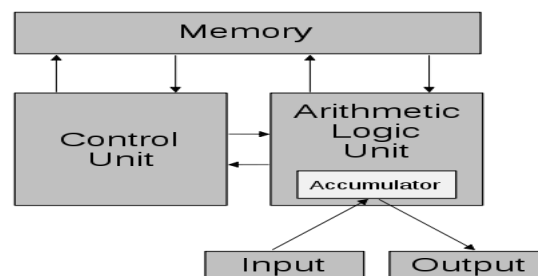 Memory
Control
Unit
Arithmetic
Logic
Unit
Accumulator
Input
Output